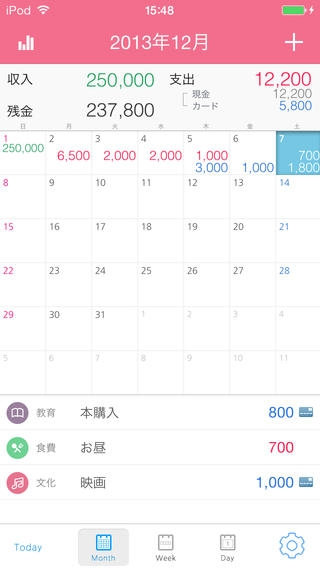 iPod 15:48
2013年12月
収入 250,000 支出 12,200
現金 12,200
残金 237,800 カード 5,800
日 月 火 水 木 金 土
1 2 3 4 5 6 7
250,000 6,500 2,000 2,000 1,000 700
3,000 1,000 1,800
8 9 10 11 12 13 14
15 16 17 18 19 20 21
22 23 24 25 26 27 28
29 30 31 1 2 3 4
5 6 7 8 9 10 11
教育 本購入 800
食費 お昼 700
文化 映画 1,000
Today Month Week 1 Day